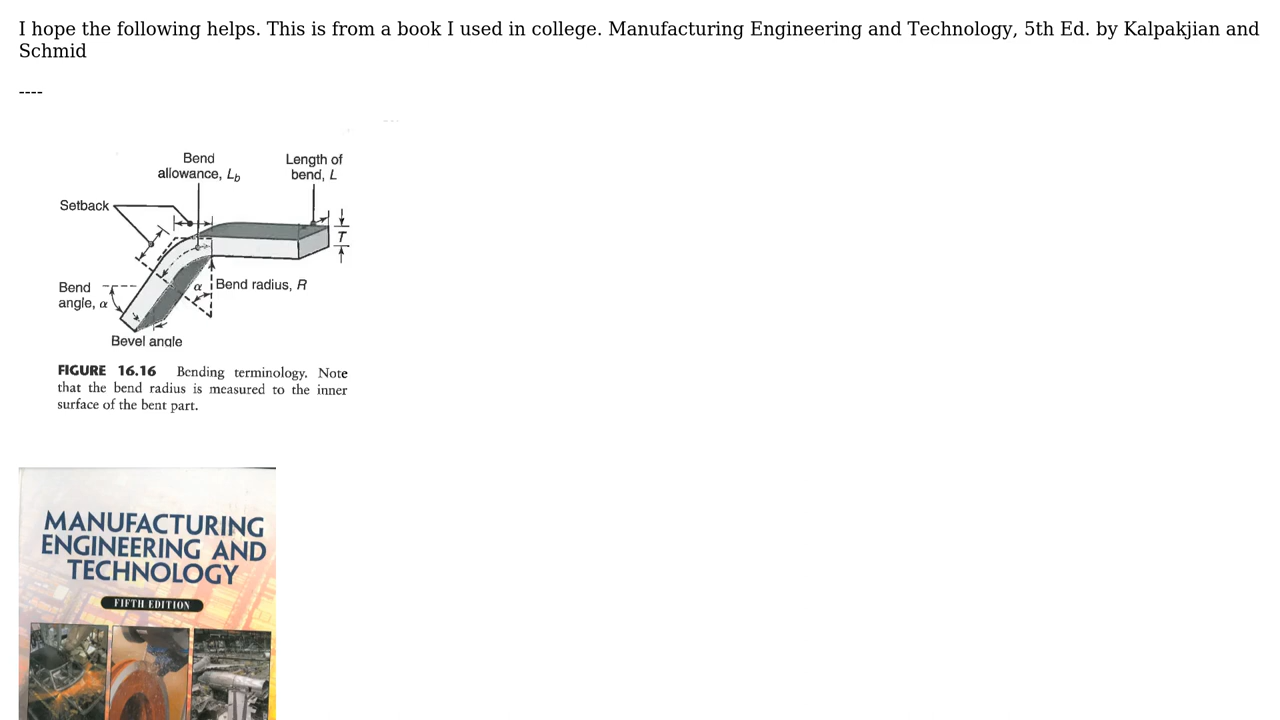 I hope the following helps. This is from a book I used in college. Manufacturing Engineering and Technology, 5th Ed. by Kalpakjian and
Schmid
----
Bend
allowance, Lb
Length of
bend, L
Setback
T
Bend
angle, α
α
Bend radius, R
Bevel angle
FIGURE 16.16 Bending terminology. Note
that the bend radius is measured to the inner
surface of the bent part.
MANUFACTURING
ENGINEERING AND
TECHNOLOGY
FIFTH EDITION